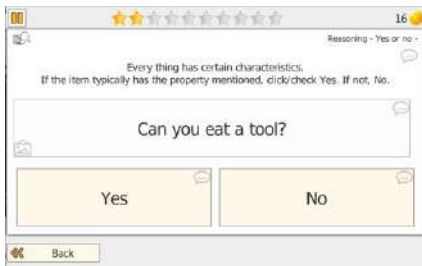 16
Reasoning - Yes or no -
Every thing has certain characteristics.
If the item typically has the property mentioned, click/check Yes. If not, No.
Can you eat a tool?
Yes
No
Back